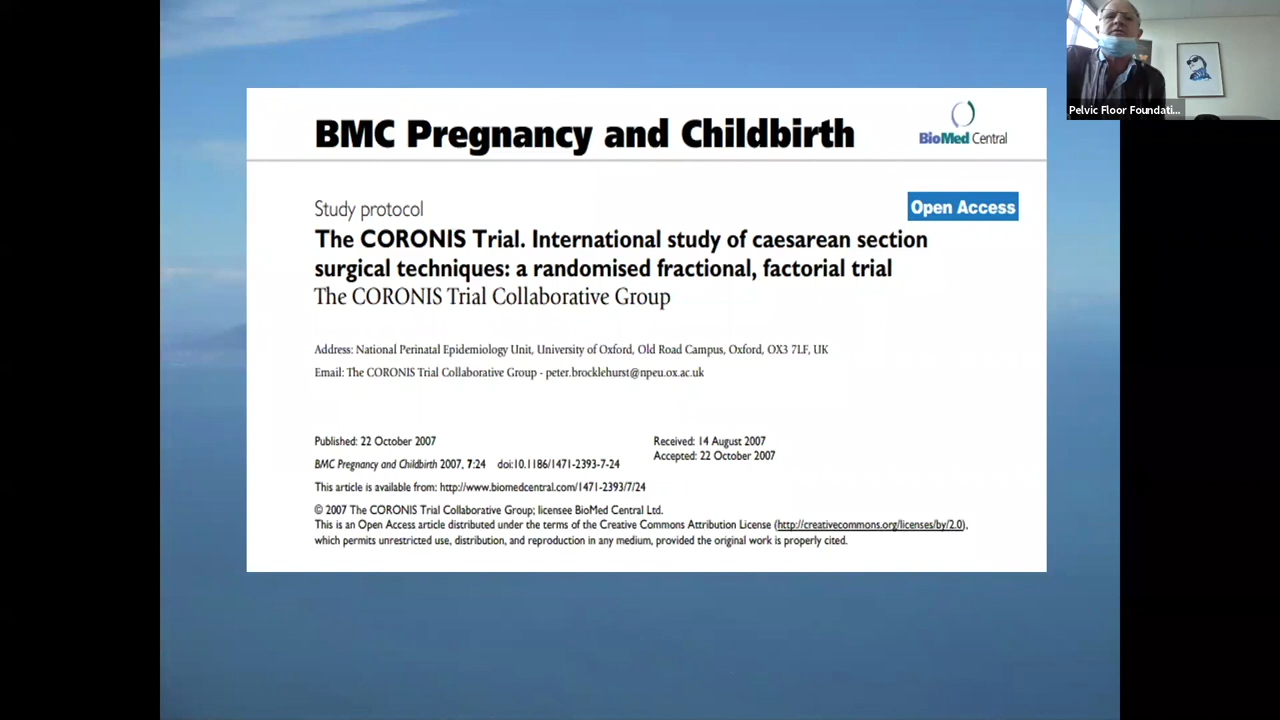 Pelvic Floor Foundati...
BMC Pregnancy and Childbirth
BioMed Central
Study protocol
Open Access
The CORONIS Trial. International study of caesarean section
surgical techniques: a randomised fractional, factorial trial
The CORONIS Trial Collaborative Group
Address: National Perinatal Epidemiology Unit, University of Oxford, Old Road Campus, Oxford, OX3 7LF, UK
Email: The CORONIS Trial Collaborative Group - peter.brocklehurst@npeu.ox.ac.uk
Published: 22 October 2007
BMC Pregnancy and Childbirth 2007, 7:24 doi:10.1186/1471-2393-7-24
Received: 14 August 2007
Accepted: 22 October 2007
This article is available from: http://www.biomedcentral.com/1471-2393/7/24
© 2007 The CORONIS Trial Collaborative Group; licensee BioMed Central Ltd.
This is an Open Access article distributed under the terms of the Creative Commons Attribution License (http://creativecommons.org/licenses/by/2.0),
which permits unrestricted use, distribution, and reproduction in any medium, provided the original work is properly cited.